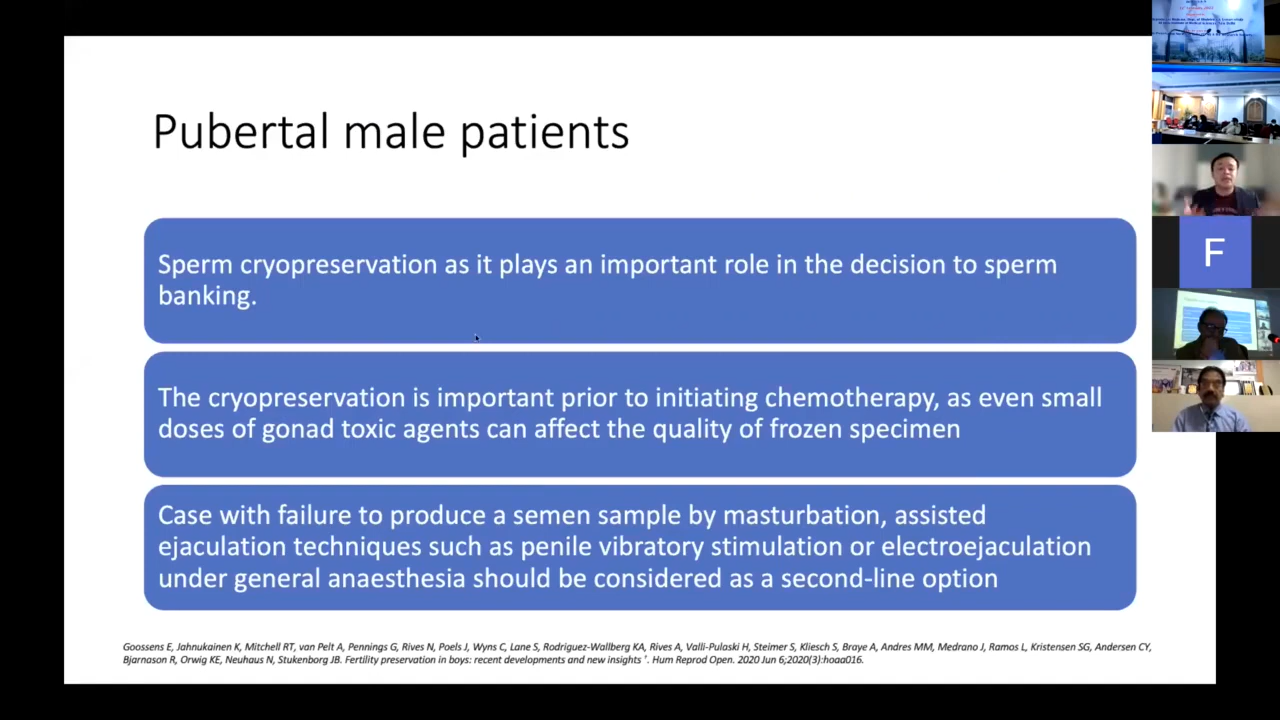 Pubertal male patients
Sperm cryopreservation as it plays an important role in the decision to sperm
banking.
The cryopreservation is important prior to initiating chemotherapy, as even small
doses of gonad toxic agents can affect the quality of frozen specimen
Case with failure to produce a semen sample by masturbation, assisted
ejaculation techniques such as penile vibratory stimulation or electroejaculation
under general anaesthesia should be considered as a second-line option
Goossens E, Jahnukainen K, Mitchell RT, van Pelt A, Pennings G, Rives N, Poels J, Wyns C, Lane S, Rodriguez-Wallberg KA, Rives A, Valli-Pulaski H, Steimer S, Kliesch S, Braye A, Andres MM, Medrano J, Ramos L, Kristensen SG, Andersen CY,
Bjarnason R, Orwig KE, Neuhaus N, Stukenborg JB. Fertility preservation in boys: recent developments and new insights '. Hum Reprod Open. 2020 Jun 6;2020(3):hoaa016.
F